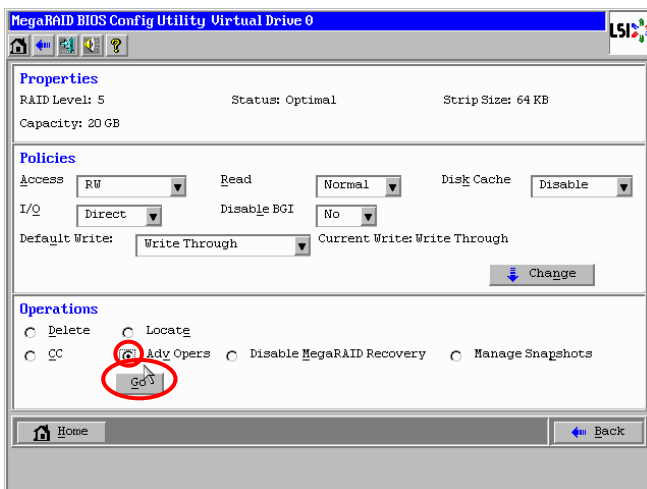 MegaRAID BIOS Config Utility Virtual Drive 0
LSI
?
Properties
RAID Level: 5 Status: Optimal Strip Size: 64 KB
Capacity: 20 GB
Policies
Access RW Read Normal Disk Cache Disable
I/O Direct Disable BGI No
Default Write: Write Through Current Write: Write Through
Change
Operations
Delete Locate
CC Adv Opers Disable MegaRAID Recovery Manage Snapshots
Go
Home Back